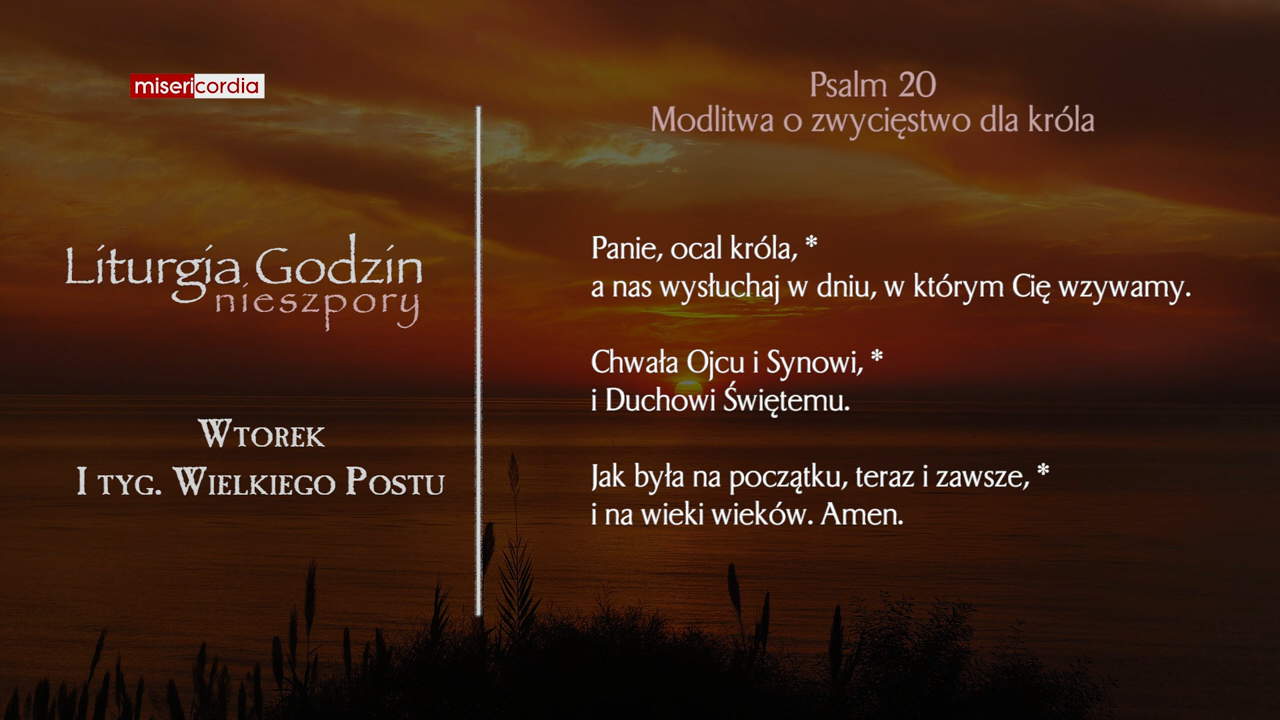 misericordia
Liturgia Godzin
nieszpory
Wtorek
I tyg. Wielkiego Postu
Psalm 20
Modlitwa o zwycięstwo dla króla
Panie, ocal króla, *
a nas wysłuchaj w dniu, w którym Cię wzywamy.
Chwała Ojcu i Synowi, *
i Duchowi Świętemu.
Jak była na początku, teraz i zawsze, *
i na wieki wieków. Amen.